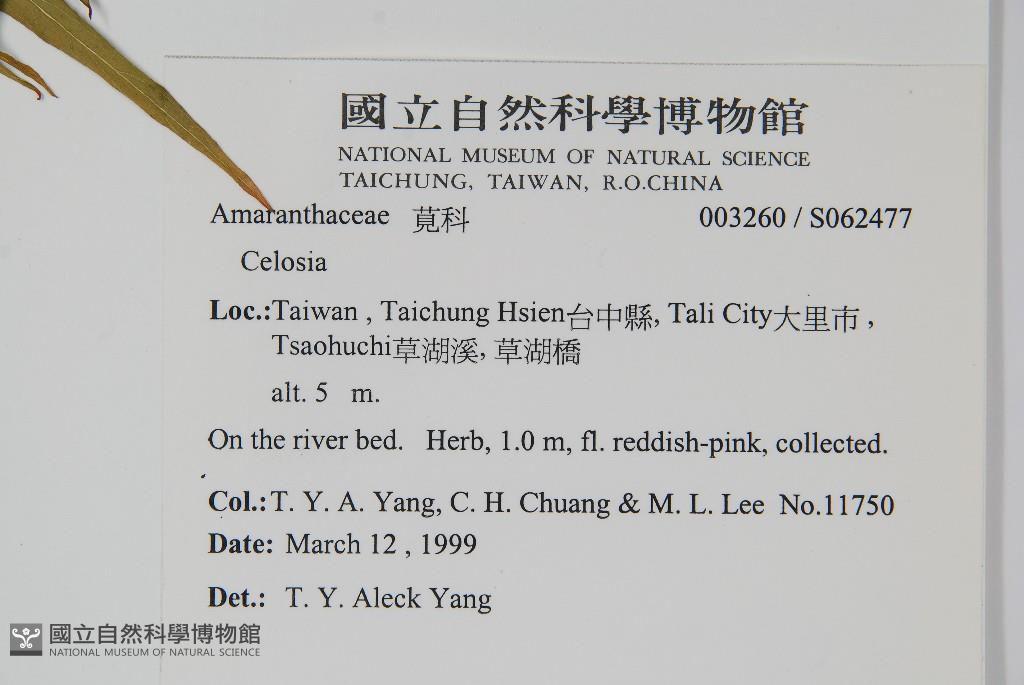 國立自然科學博物館
NATIONAL MUSEUM OF NATURAL SCIENCE
TAICHUNG, TAIWAN, R.O.CHINA
Amaranthaceae 莧科 003260 / S062477
Celosia
Loc.:Taiwan , Taichung Hsien台中縣, Tali City大里市 ,
Tsaohuchi草湖溪, 草湖橋
alt. 5 m.
On the river bed. Herb, 1.0 m, fl. reddish-pink, collected.
Col.:T. Y. A. Yang, C. H. Chuang & M. L. Lee No.11750
Date: March 12 , 1999
Det.: T. Y. Aleck Yang
國立自然科學博物館
NATIONAL MUSEUM OF NATURAL SCIENCE